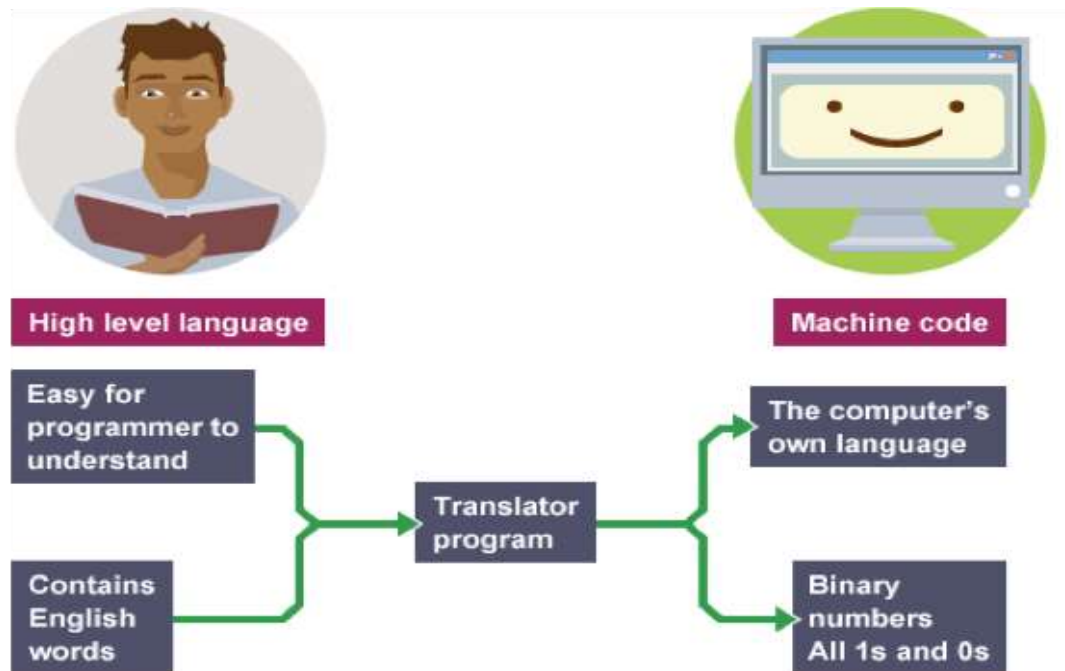 High level language
Machine code
Easy for
programmer to
understand
The computer's
own language
Translator
program
Contains
English
words
Binary
numbers
All 1s and 0s